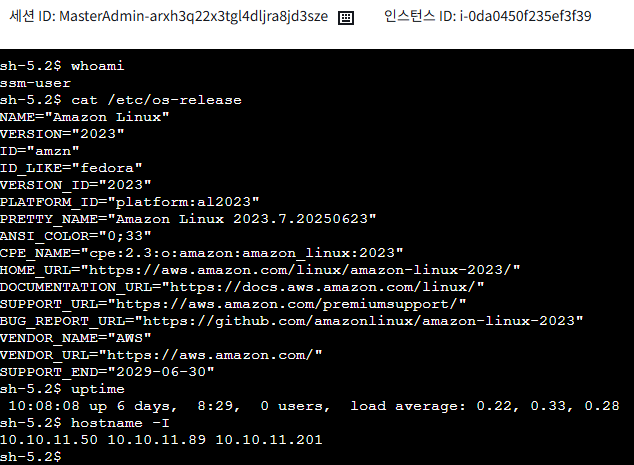 세션 ID: MasterAdmin-arxh3q22x3tgl4dljra8jd3sze 인스턴스 ID: i-0da0450f235ef3f39
sh-5.2$ whoami
ssm-user
sh-5.2$ cat /etc/os-release
NAME="Amazon Linux"
VERSION="2023"
ID="amzn"
ID_LIKE="fedora"
VERSION_ID="2023"
PLATFORM_ID="platform:al2023"
PRETTY_NAME="Amazon Linux 2023.7.20250623"
ANSI_COLOR="0;33"
CPE_NAME="cpe:2.3:o:amazon:amazon_linux:2023"
HOME_URL="https://aws.amazon.com/linux/amazon-linux-2023/"
DOCUMENTATION_URL="https://docs.aws.amazon.com/linux/"
SUPPORT_URL="https://aws.amazon.com/premiumsupport/"
BUG_REPORT_URL="https://github.com/amazonlinux/amazon-linux-2023"
VENDOR_NAME="AWS"
VENDOR_URL="https://aws.amazon.com/"
SUPPORT_END="2029-06-30"
sh-5.2$ uptime
 10:08:08 up 6 days,  8:29,  0 users,  load average: 0.22, 0.33, 0.28
sh-5.2$ hostname -I
10.10.11.50 10.10.11.89 10.10.11.201
sh-5.2$